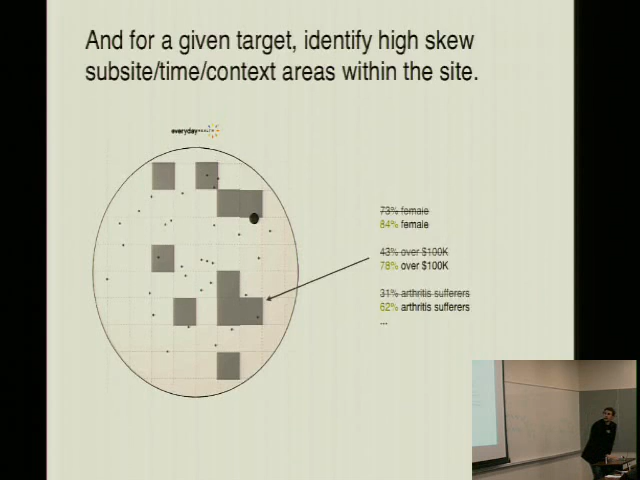 And for a given target, identify high skew
subsite/time/context areas within the site.
everydayHEALTH
73% female
84% female
43% over $100K
78% over $100K
31% arthritis sufferers
62% arthritis sufferers
...